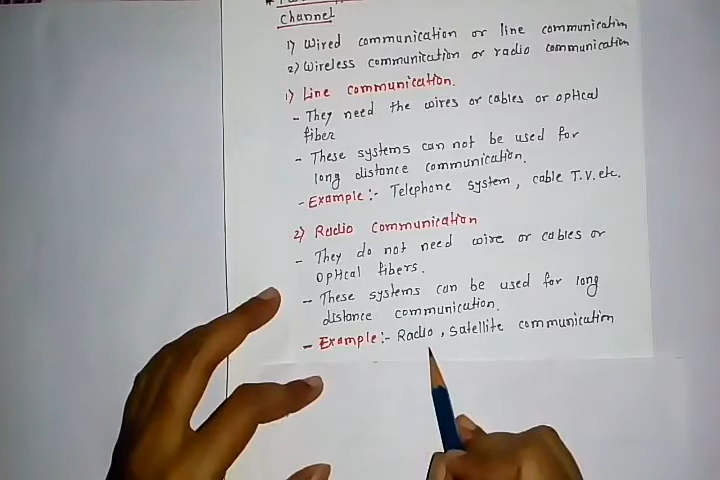 channel
1) Wired communication or line communication
2) Wireless communication or radio communication
1) Line communication.
- They need the wires or cables or optical
fiber
- These systems can not be used for
long distance communication.
- Example :- Telephone system, cable T.V. etc.
2) Radio communication
- They do not need wire or cables or
optical fibers.
- These systems can be used for long
distance communication.
- Example :- Radio, satellite communication